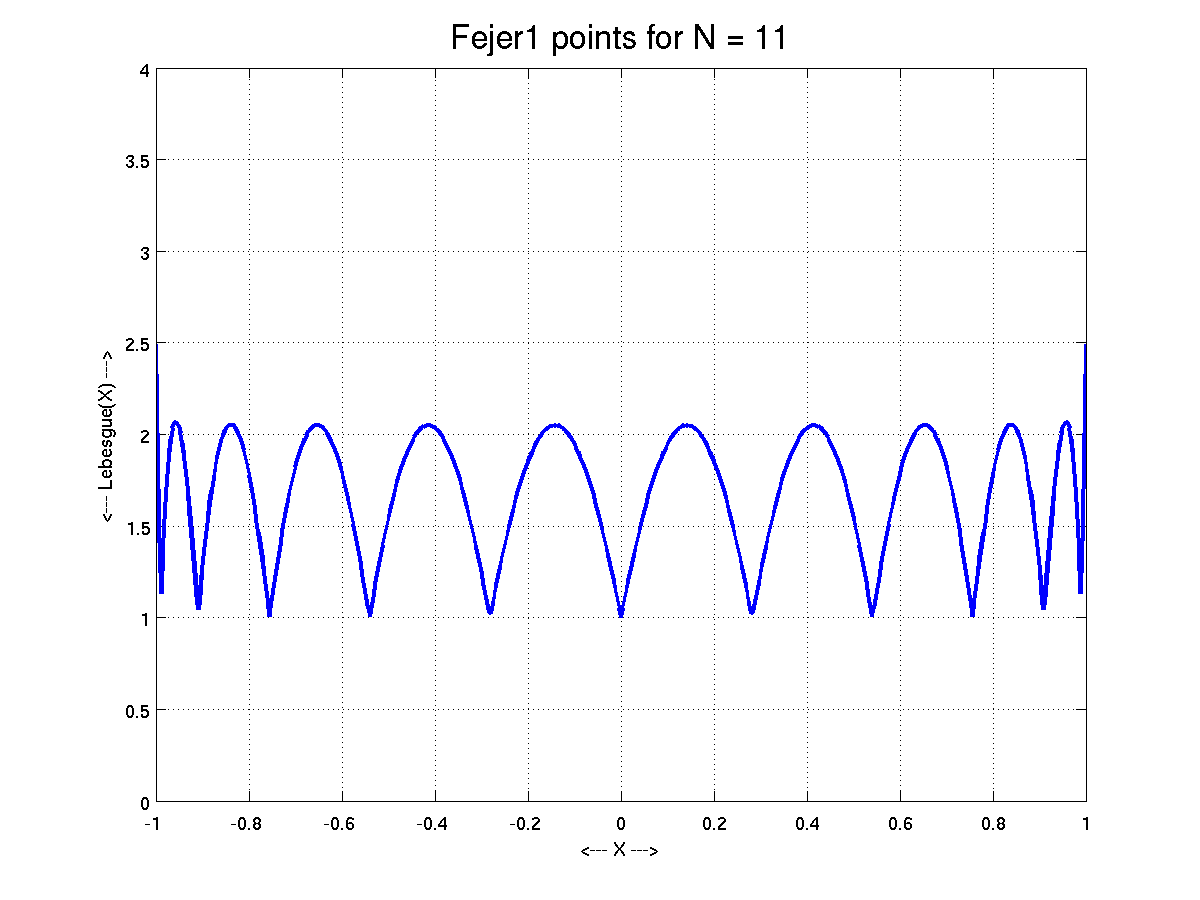 Fejer1 points for N = 11
4
3.5
3
2.5
2
1.5
1
0.5
0
<--- Lebesgue(X) --->
-1 -0.8 -0.6 -0.4 -0.2 0 0.2 0.4 0.6 0.8 1
<--- X --->